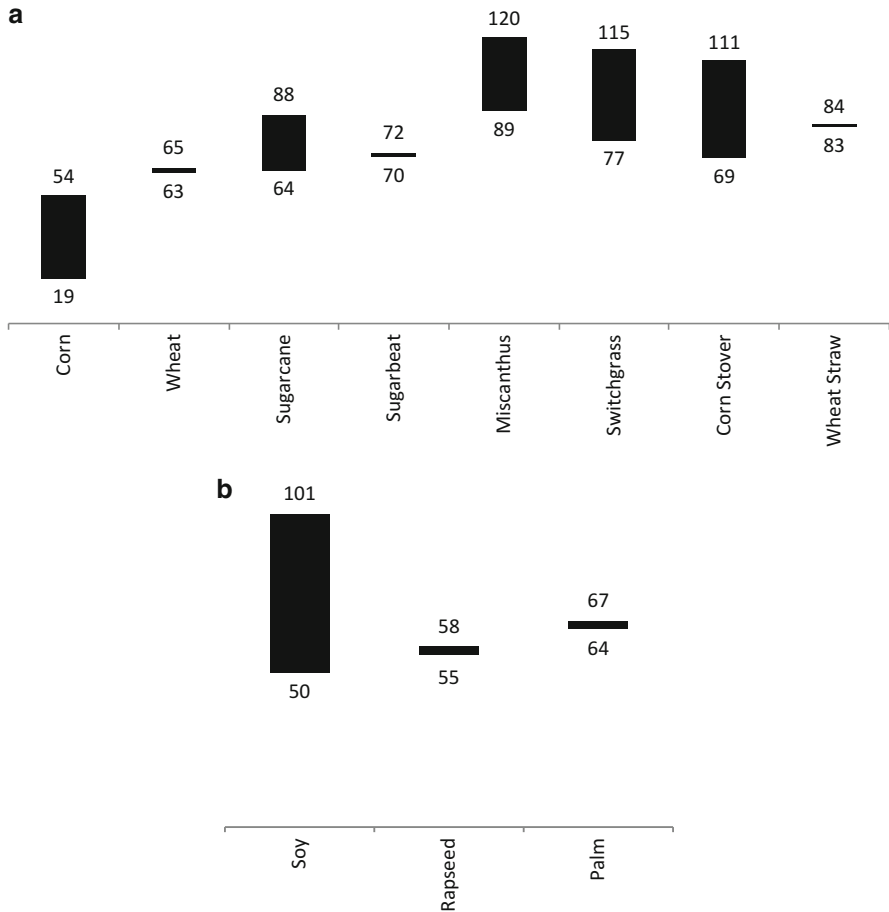 a
120
115
111
88
84
72
65
54
89
83
77
70
69
64
63
19
Corn
Wheat
Sugarcane
Sugarbeat
Miscanthus
Switchgrass
Corn Stover
Wheat Straw
b
101
67
58
64
55
50
Soy
Rapseed
Palm